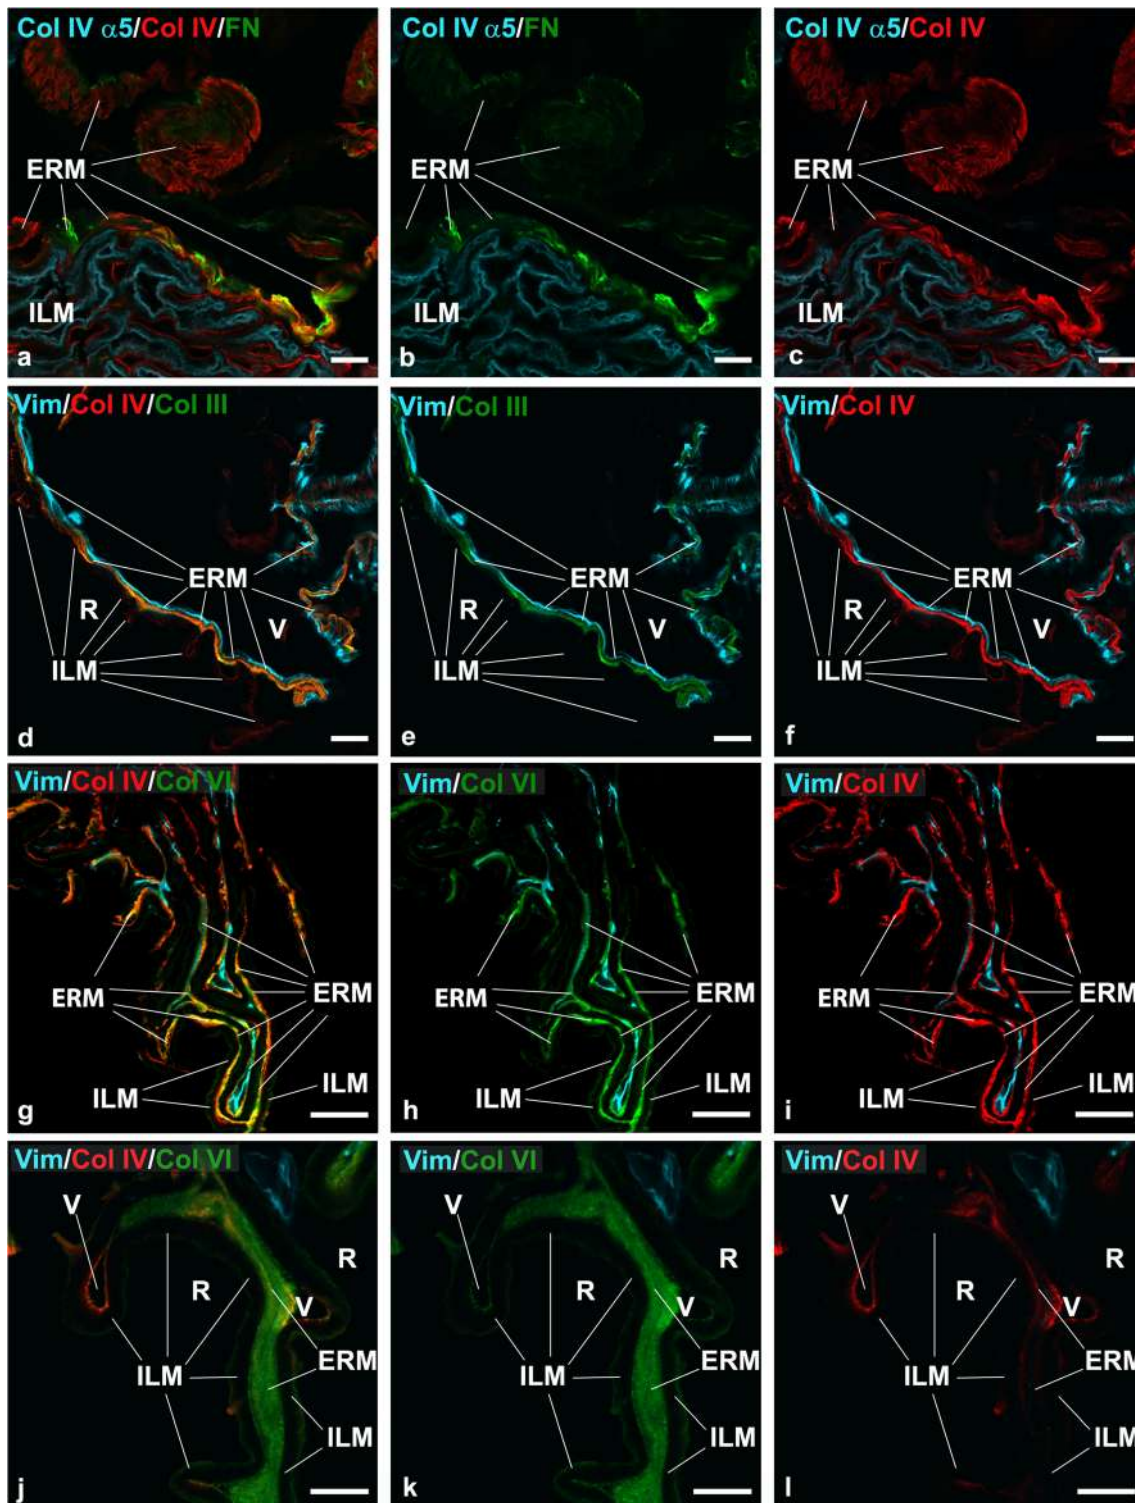 Col IV α5/Col IV/FN
ERM
ILM
a
Col IV α5/FN
ERM
ILM
b
Col IV α5/Col IV
ERM
ILM
c
Vim/Col IV/Col III
ERM
R
V
ILM
d
Vim/Col III
ERM
R
V
ILM
e
Vim/Col IV
ERM
R
V
ILM
f
Vim/Col IV/Col VI
ERM
ERM
ILM
ILM
g
Vim/Col VI
ERM
ERM
ILM
ILM
h
Vim/Col IV
ERM
ERM
ILM
ILM
i
Vim/Col IV/Col VI
V
R
R
V
ERM
ILM
ILM
j
Vim/Col VI
V
R
R
V
ERM
ILM
ILM
k
Vim/Col IV
V
R
R
V
ERM
ILM
ILM
l